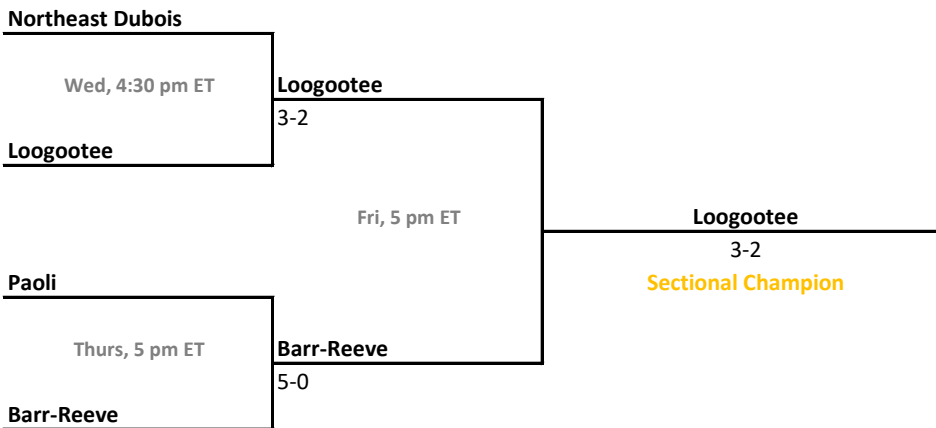 Northeast Dubois
Wed, 4:30 pm ET
Loogootee
3-2
Loogootee
Fri, 5 pm ET
Loogootee
3-2
Sectional Champion
Paoli
Thurs, 5 pm ET
Barr-Reeve
5-0
Barr-Reeve